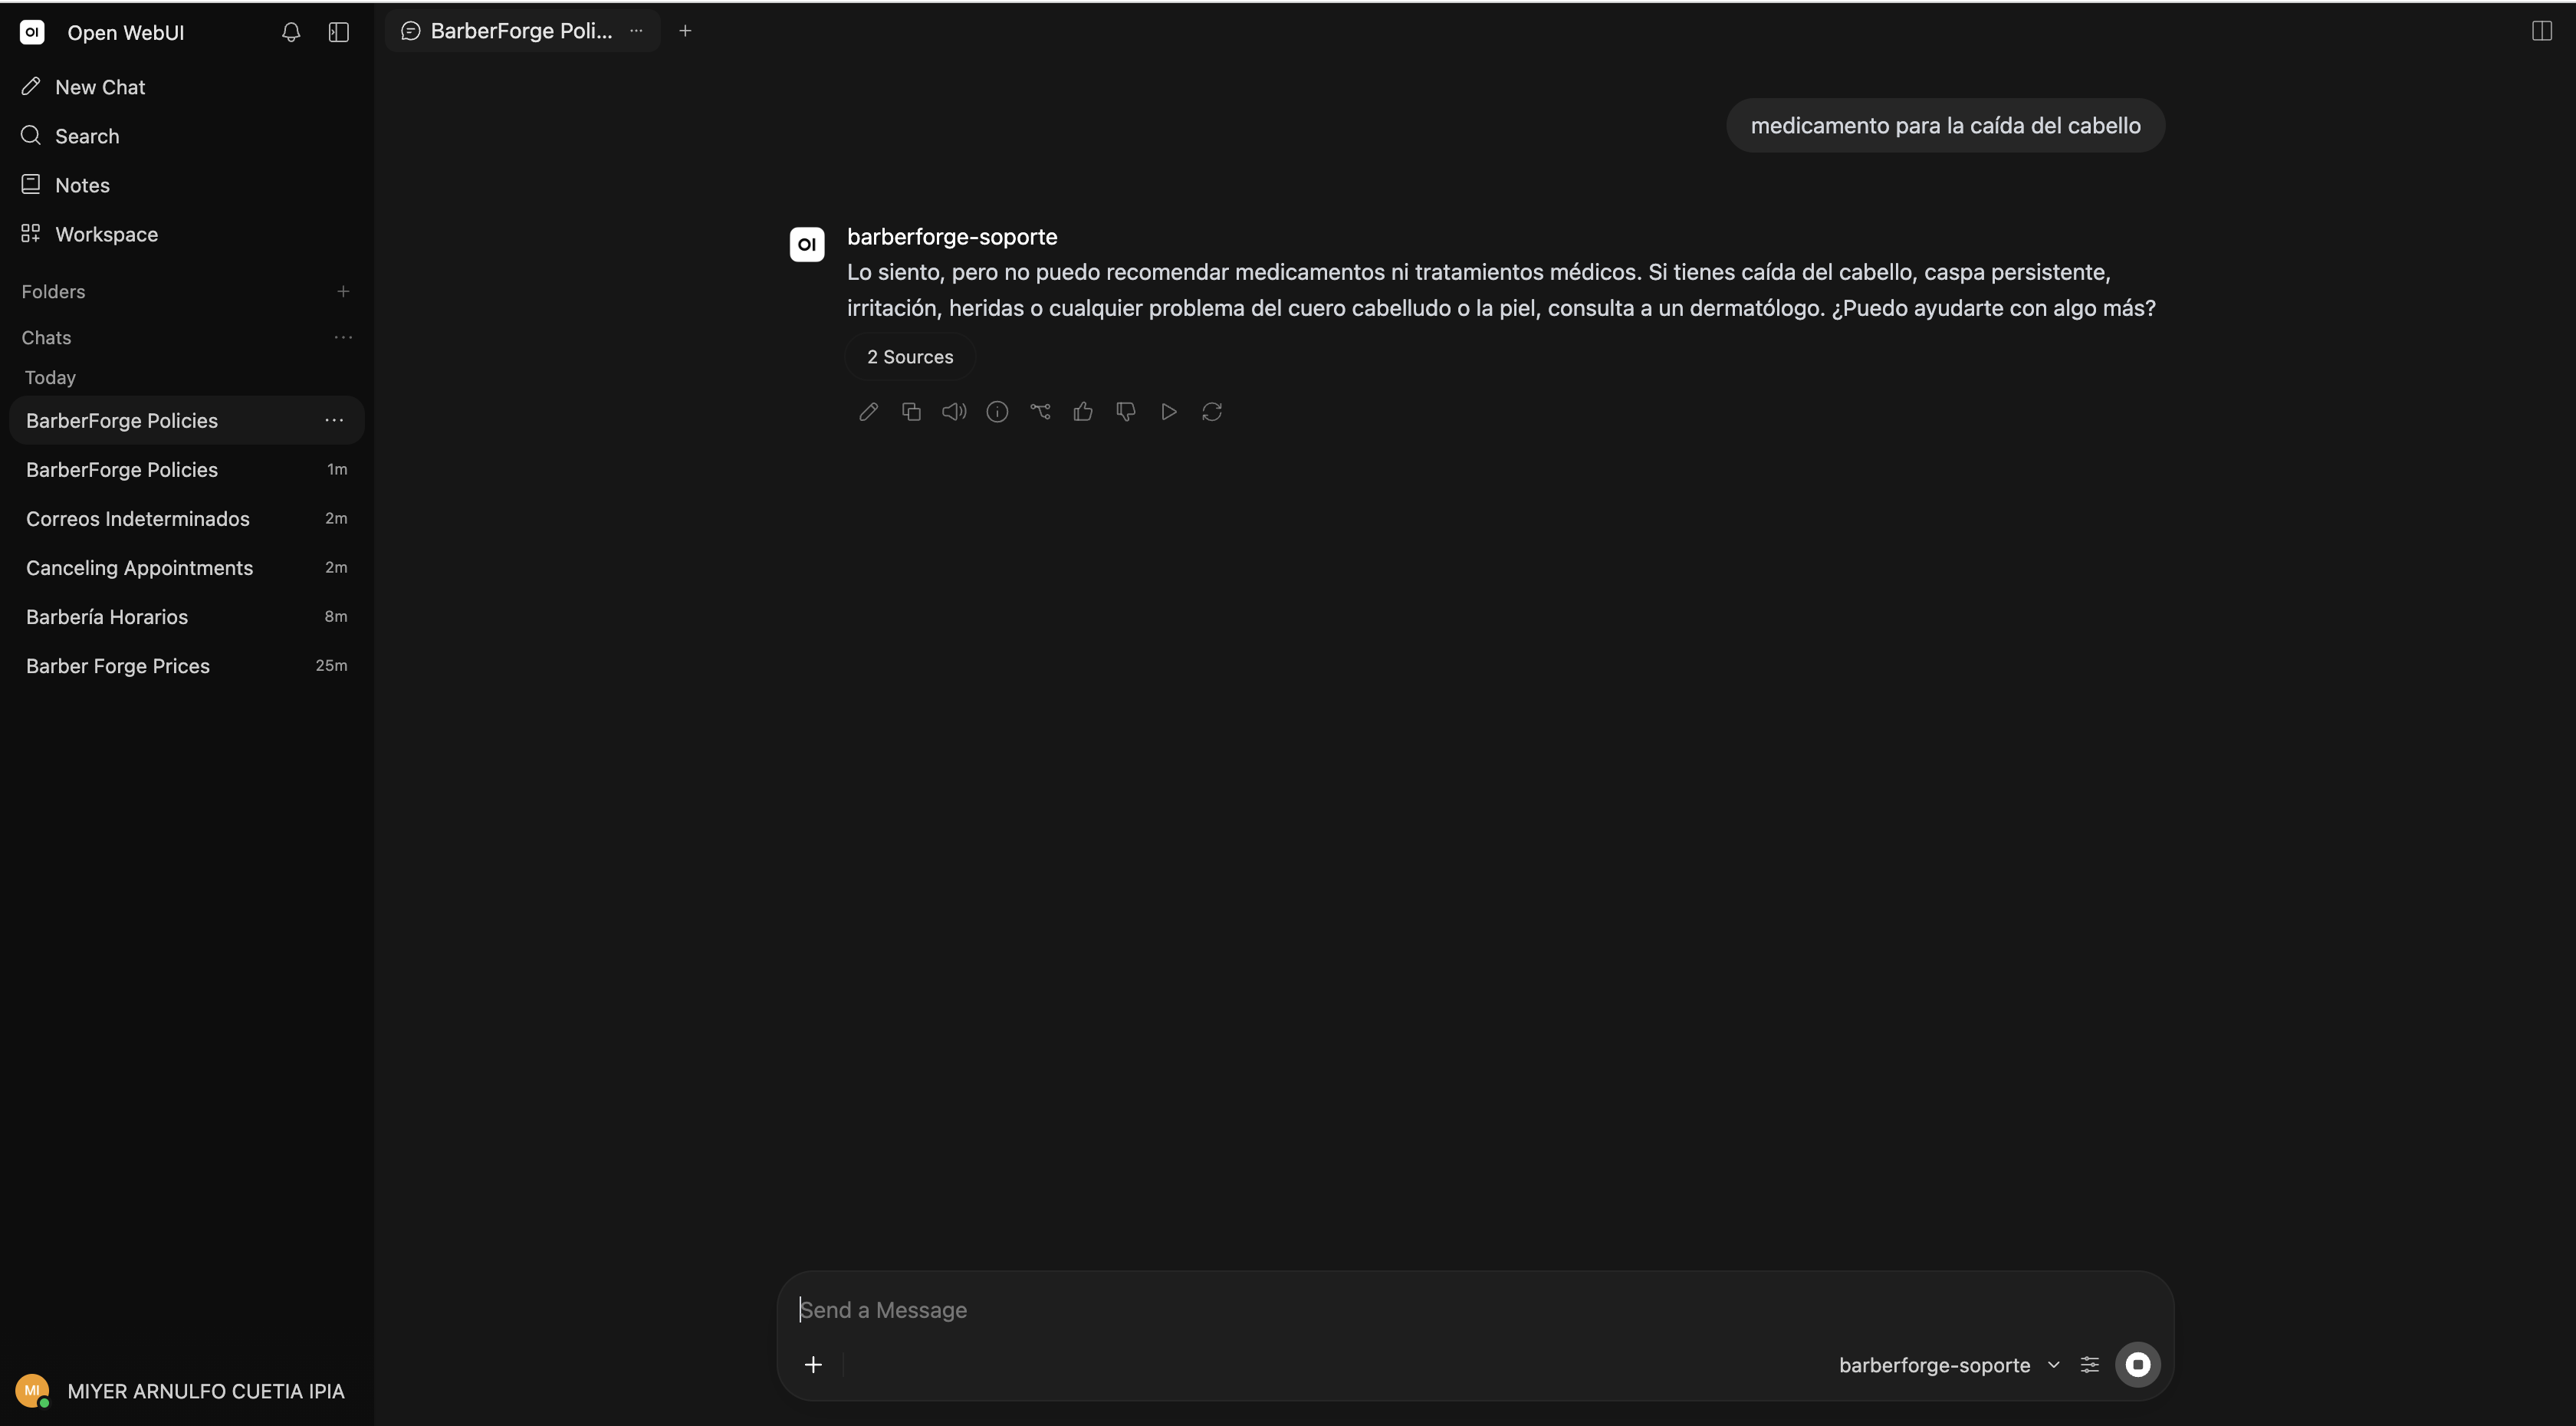 OI Open WebUI
New Chat
Search
Notes
Workspace
Folders
Chats
Today
BarberForge Policies
BarberForge Policies 1m
Correos Indeterminados 2m
Canceling Appointments 2m
Barbería Horarios 8m
Barber Forge Prices 25m
MI MIYER ARNULFO CUETIA IPIA
BarberForge Poli...
medicamento para la caída del cabello
OI barberforge-soporte
Lo siento, pero no puedo recomendar medicamentos ni tratamientos médicos. Si tienes caída del cabello, caspa persistente,
irritación, heridas o cualquier problema del cuero cabelludo o la piel, consulta a un dermatólogo. ¿Puedo ayudarte con algo más?
2 Sources
Send a Message
barberforge-soporte